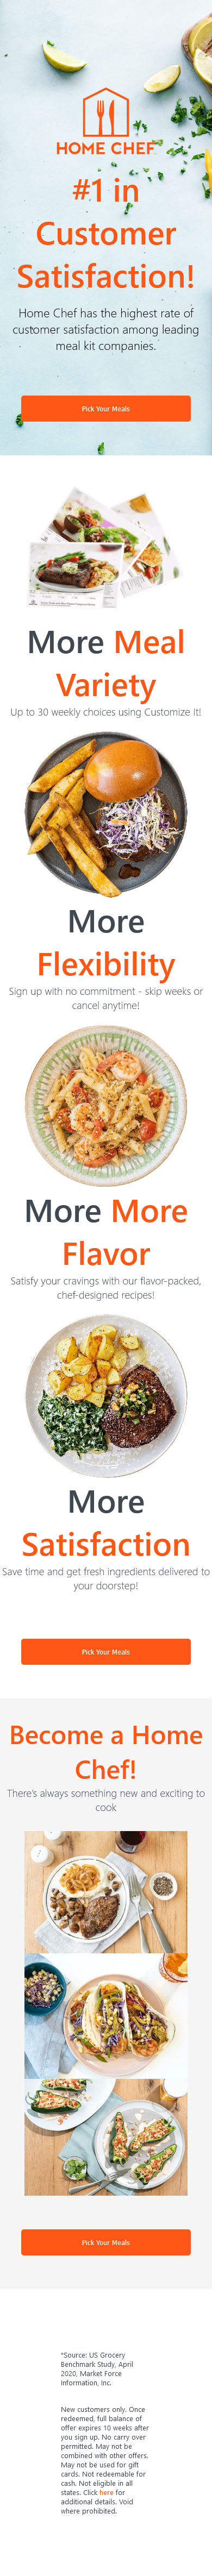 HOME CHEF
#1 in
Customer
Satisfaction!
Home Chef has the highest rate of
customer satisfaction among leading
meal kit companies.
Pick Your Meals
More Meal
Variety
Up to 30 weekly choices using Customize It!
More
Flexibility
Sign up with no commitment - skip weeks or
cancel anytime!
More More
Flavor
Satisfy your cravings with our flavor-packed,
chef-designed recipes!
More
Satisfaction
Save time and get fresh ingredients delivered to
your doorstep!
Pick Your Meals
Become a Home
Chef!
There's always something new and exciting to
cook
Pick Your Meals
*Source: US Grocery
Benchmark Study, April
2020, Market Force
Information, Inc.
New customers only. Once
redeemed, full balance of
offer expires 10 weeks after
you sign up. No carry over
permitted. May not be
combined with other offers.
May not be used for gift
cards. Not redeemable for
cash. Not eligible in all
states. Click here for
additional details. Void
where prohibited.